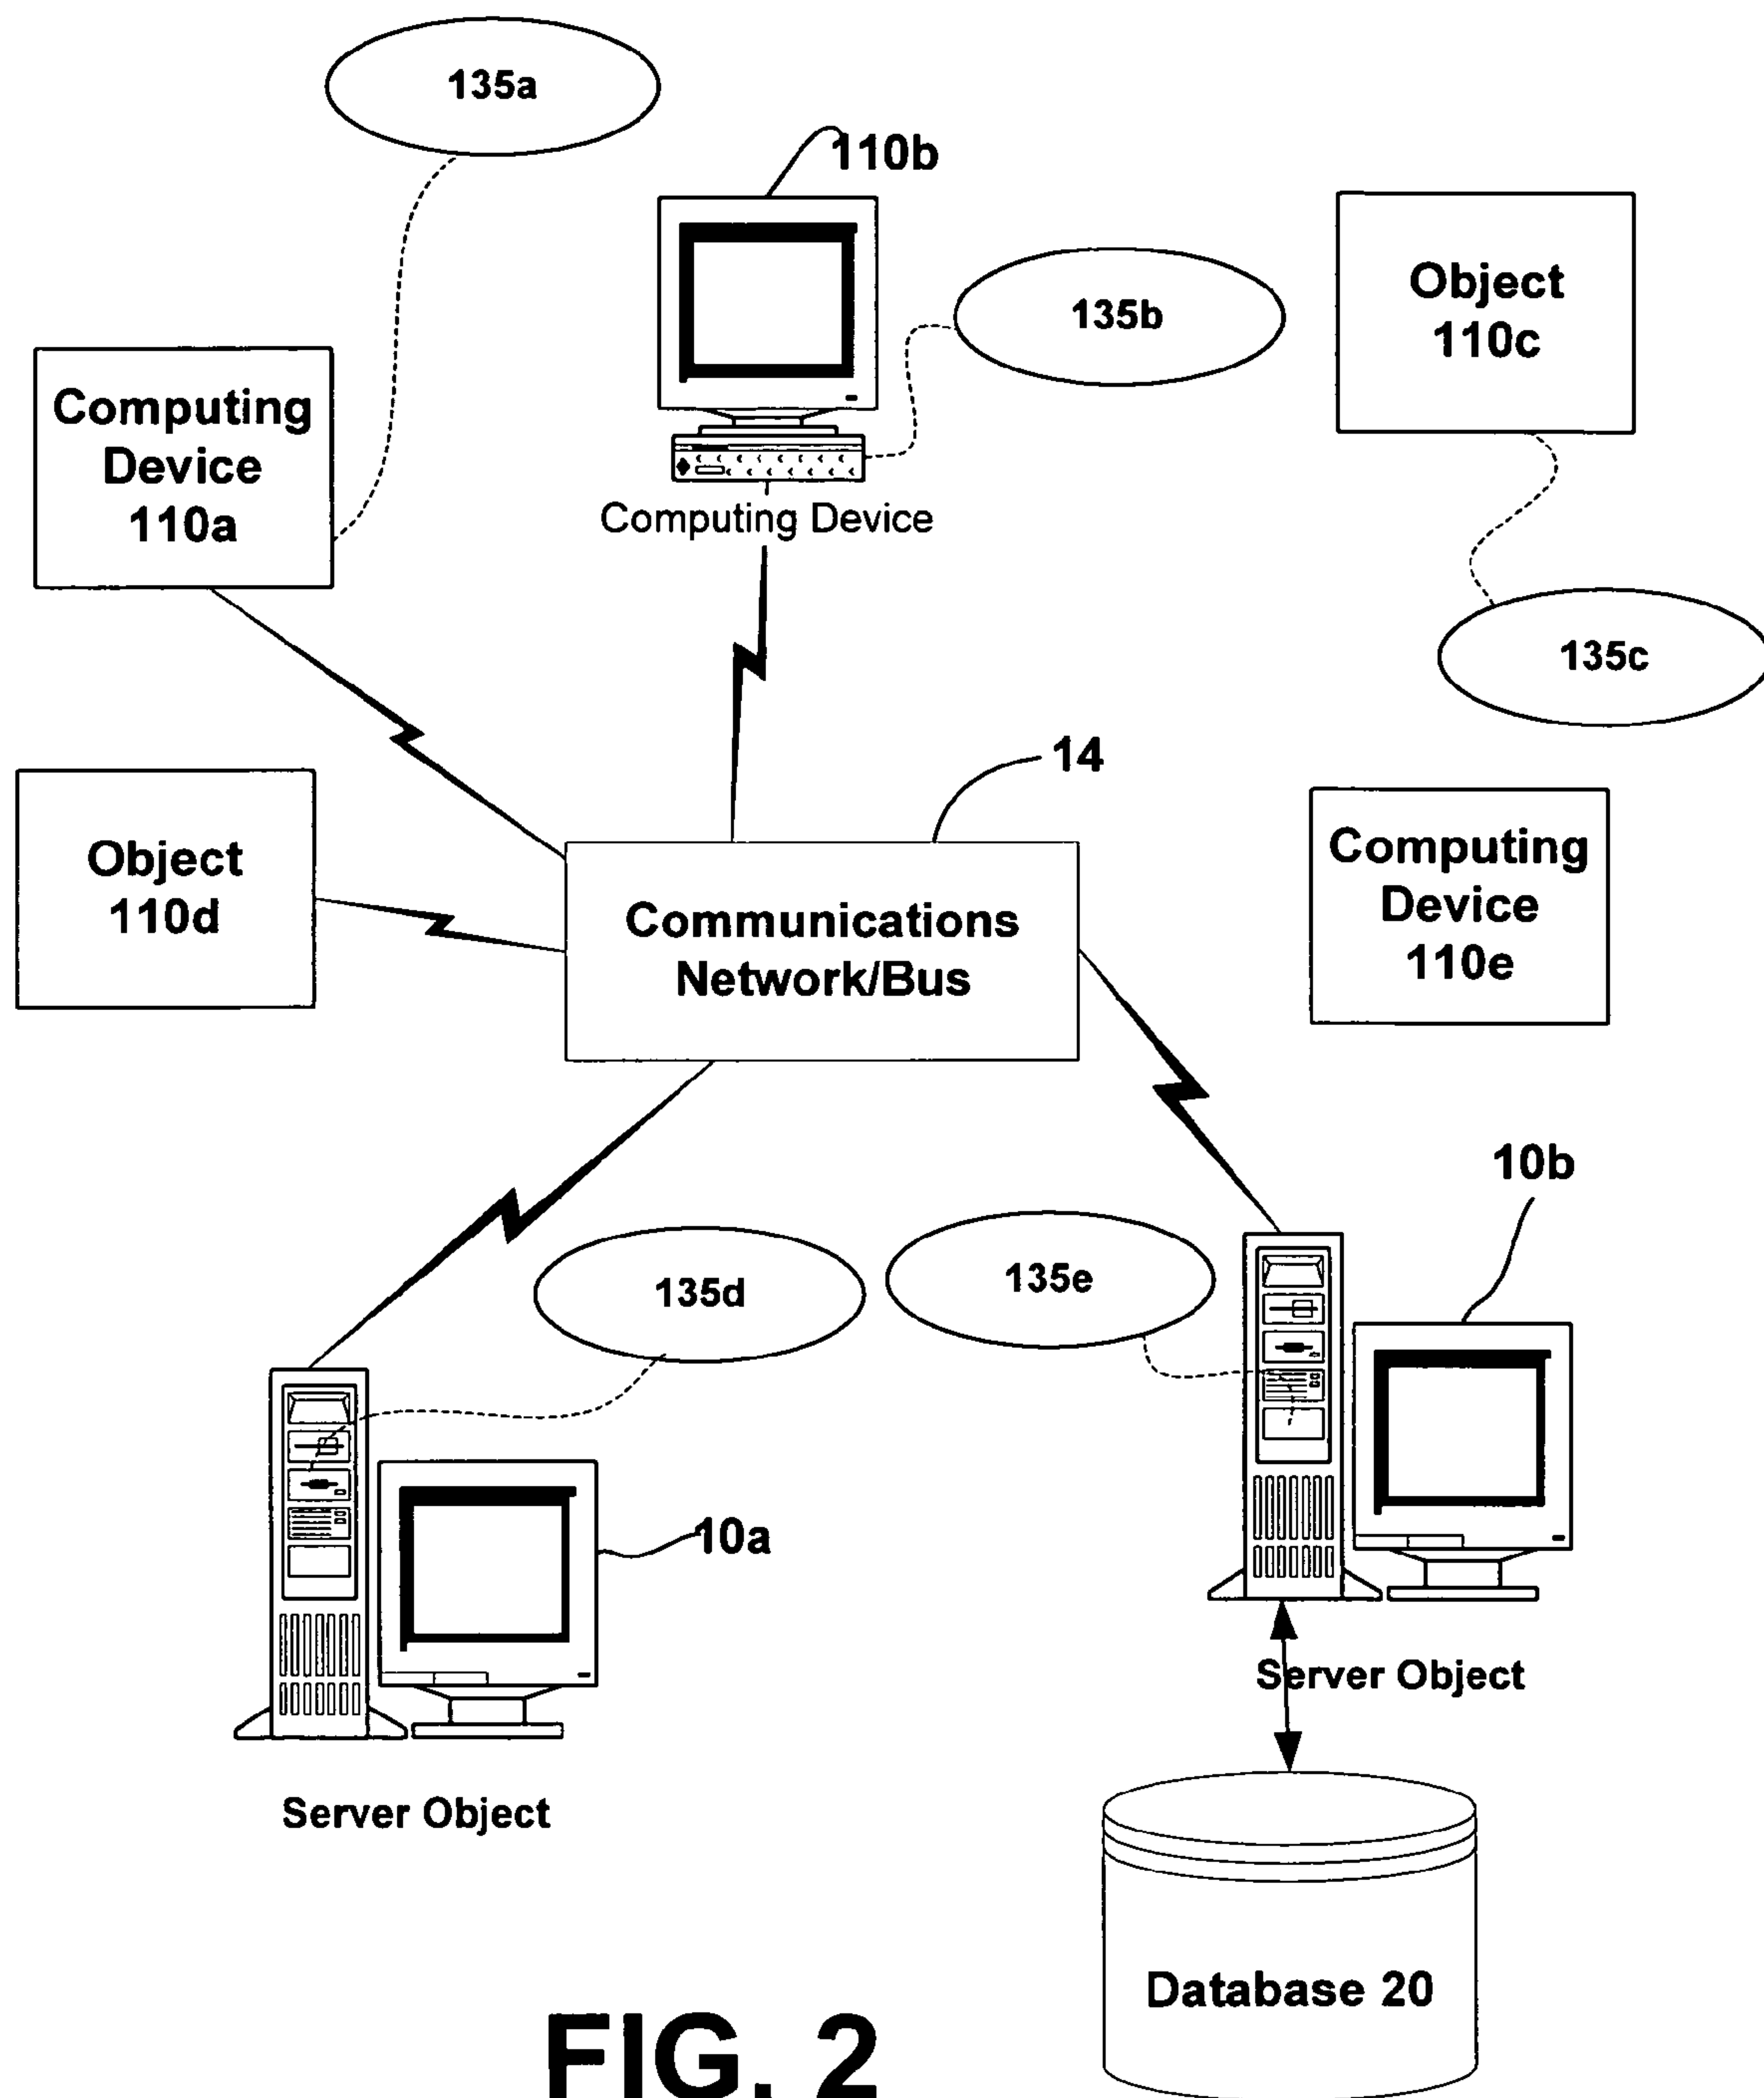 135a
110b
135b
Object
110c
Computing
Device
110a
Computing Device
135c
14
Object
110d
Computing
Device
110e
Communications
Network/Bus
10b
135d
135e
10a
Server Object
Server Object
Database 20
FIG. 2